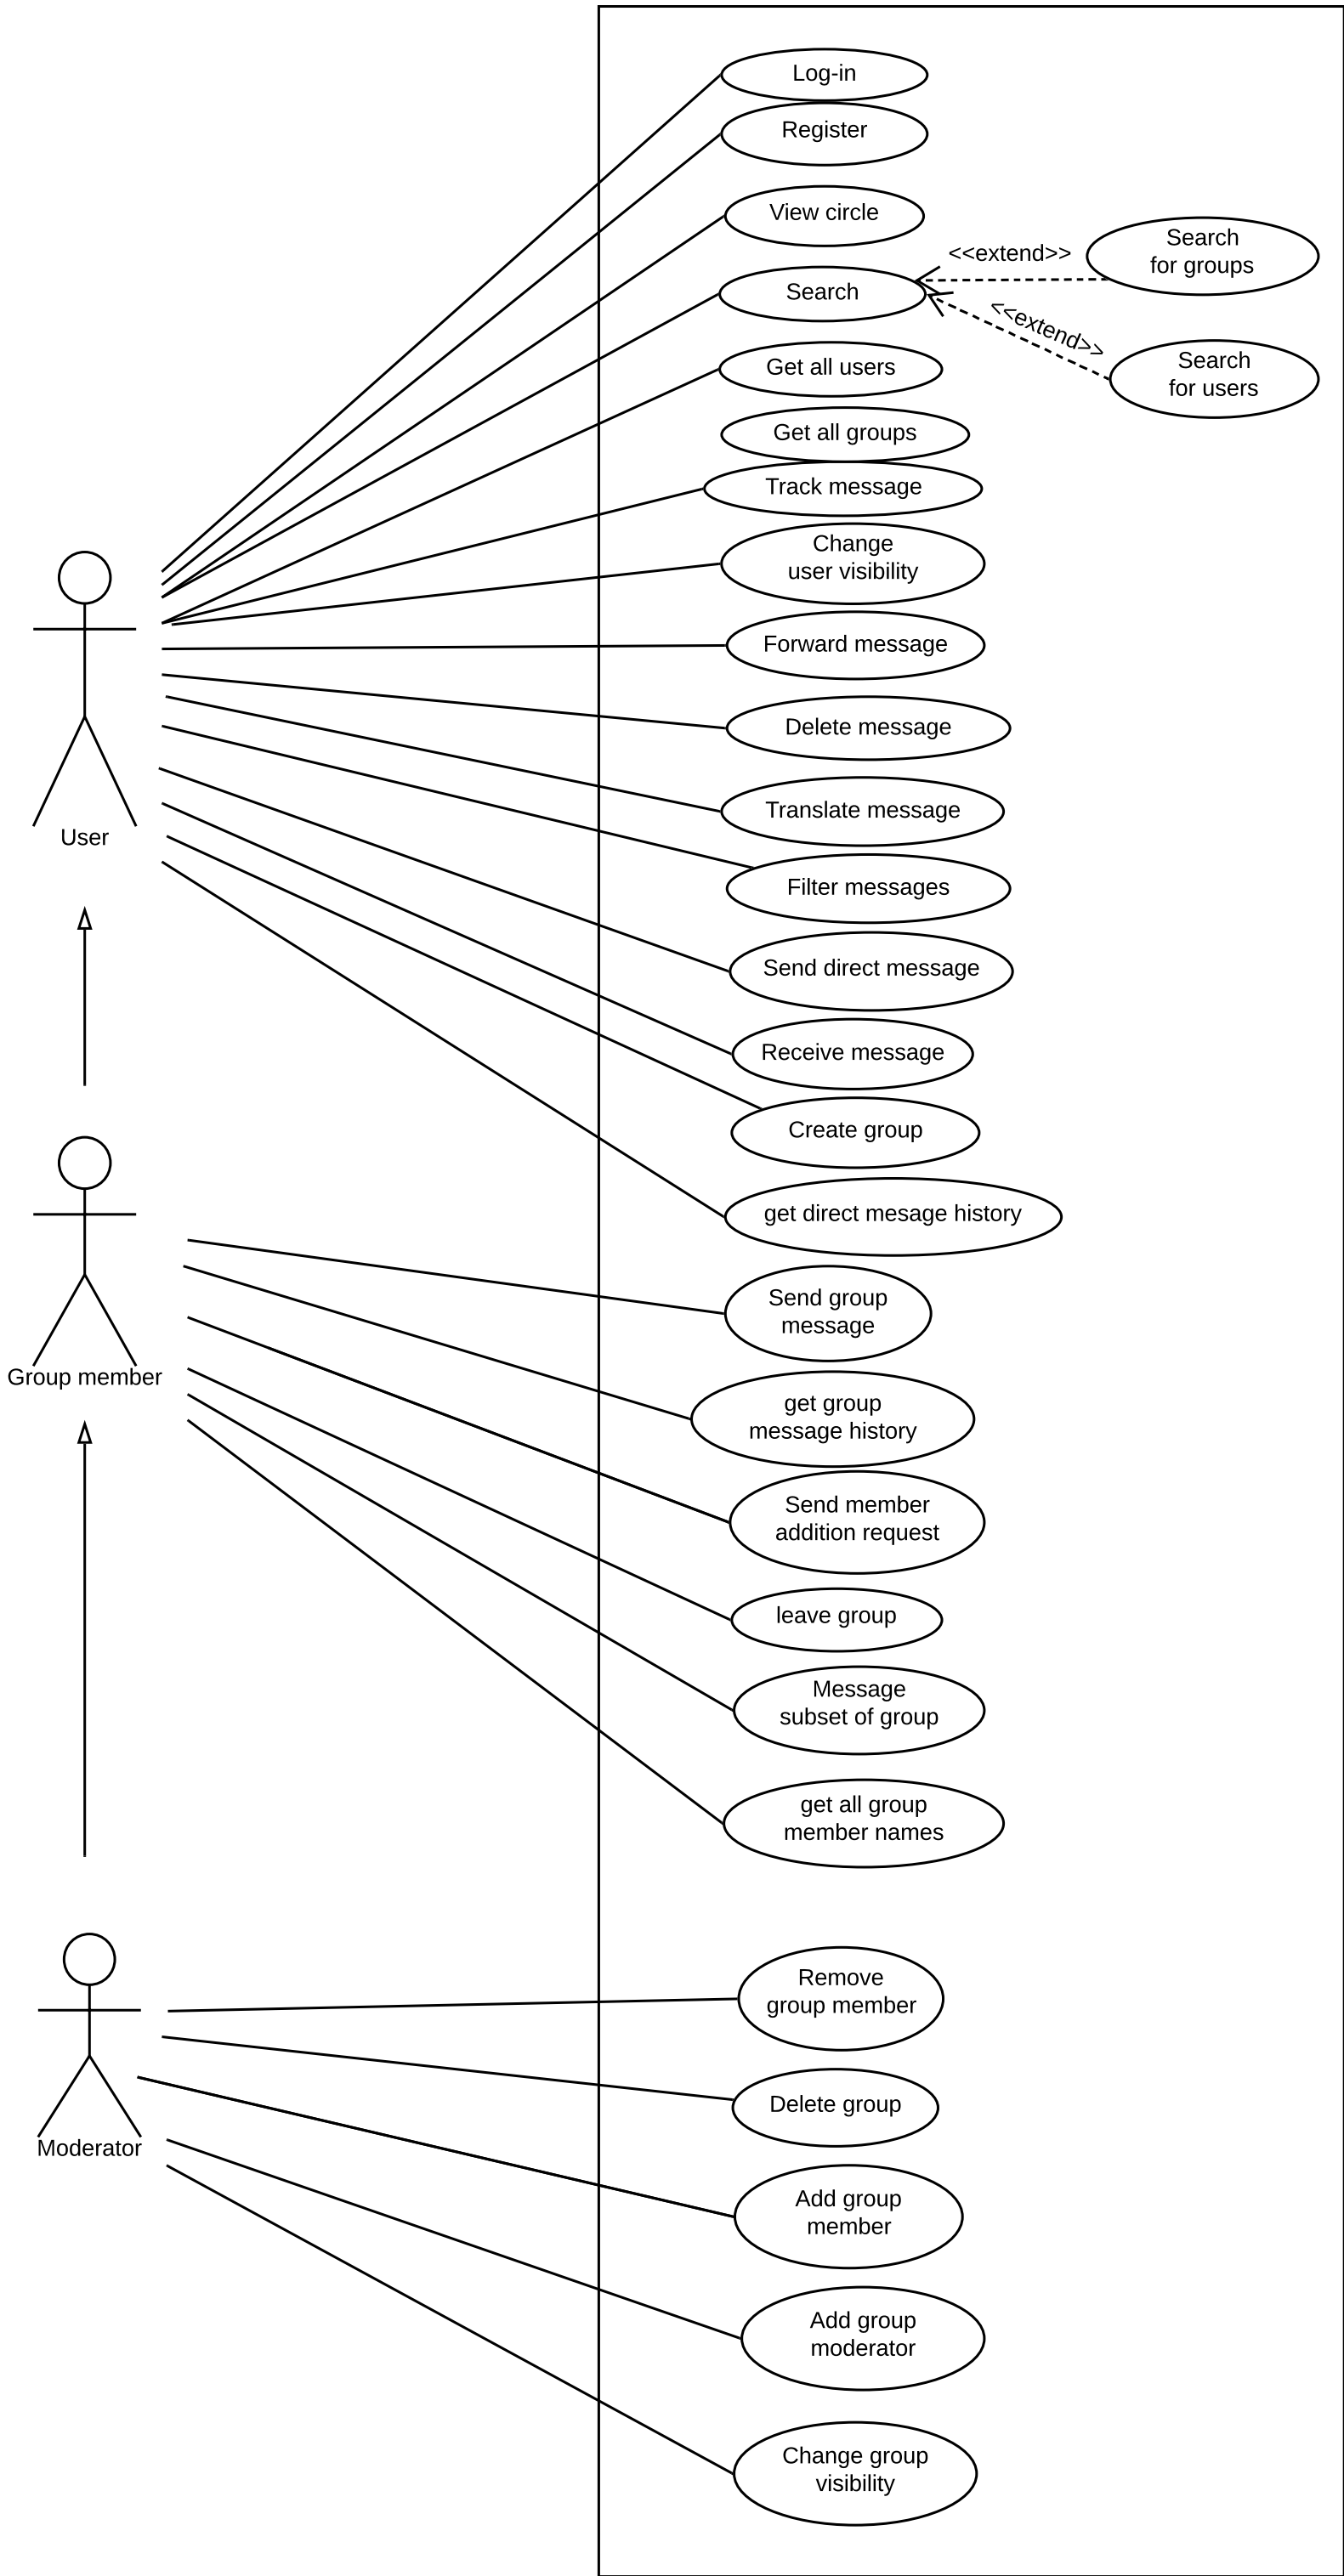 Log-in
Register
View circle
Search
<<extend>>
Search
for groups
<<extend>>
Search
for users
Get all users
Get all groups
Track message
Change
user visibility
Forward message
Delete message
Translate message
Filter messages
Send direct message
Receive message
Create group
get direct mesage history
User
Send group
message
get group
message history
Send member
addition request
leave group
Message
subset of group
get all group
member names
Group member
Remove
group member
Delete group
Add group
member
Add group
moderator
Change group
visibility
Moderator